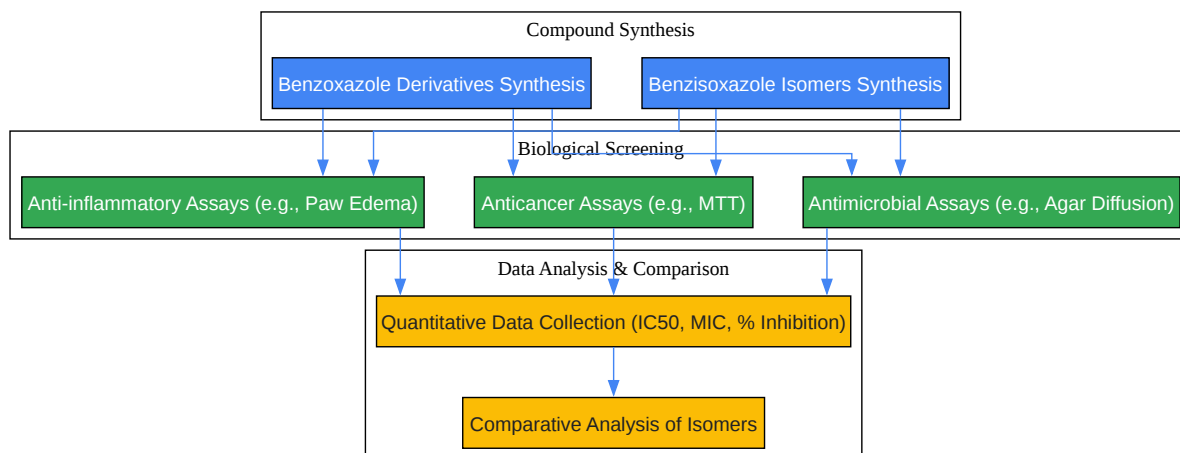 Compound Synthesis
Benzoxazole Derivatives Synthesis
Benzisoxazole Isomers Synthesis
Biological Screening
Anti-inflammatory Assays (e.g., Paw Edema)
Anticancer Assays (e.g., MTT)
Antimicrobial Assays (e.g., Agar Diffusion)
Data Analysis & Comparison
Quantitative Data Collection (IC50, MIC, % Inhibition)
Comparative Analysis of Isomers